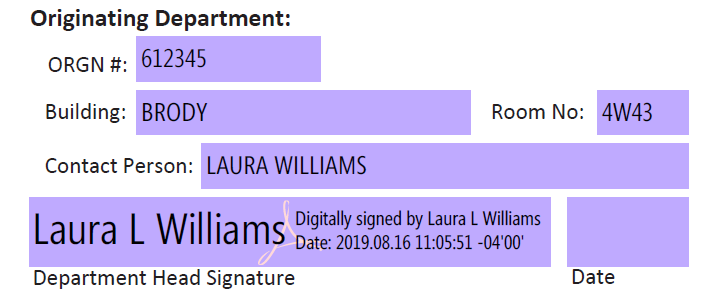 Originating Department:
ORGN #: 612345
Building: BRODY Room No: 4W43
Contact Person: LAURA WILLIAMS
Laura L Williams Digitally signed by Laura L Williams
Date: 2019.08.16 11:05:51 -04'00'
Department Head Signature Date